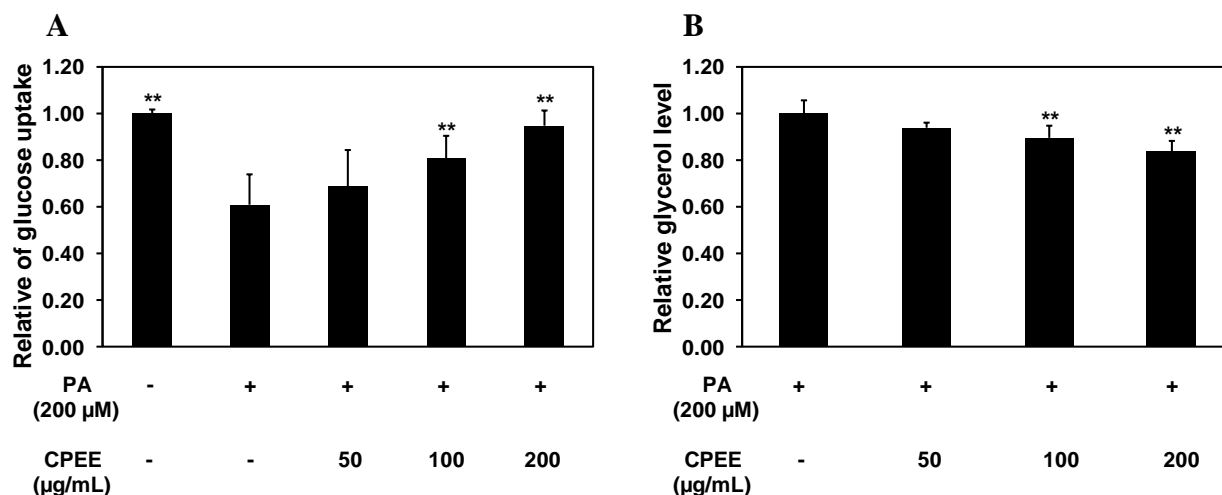 A
Relative of glucose uptake
1.20
1.00
0.80
0.60
0.40
0.20
0.00
** ** **
PA - + + + +
(200 µM)
CPEE - - 50 100 200
(µg/mL)
B
Relative glycerol level
1.20
1.00
0.80
0.60
0.40
0.20
0.00
** **
PA + + + +
(200 µM)
CPEE - 50 100 200
(µg/mL)